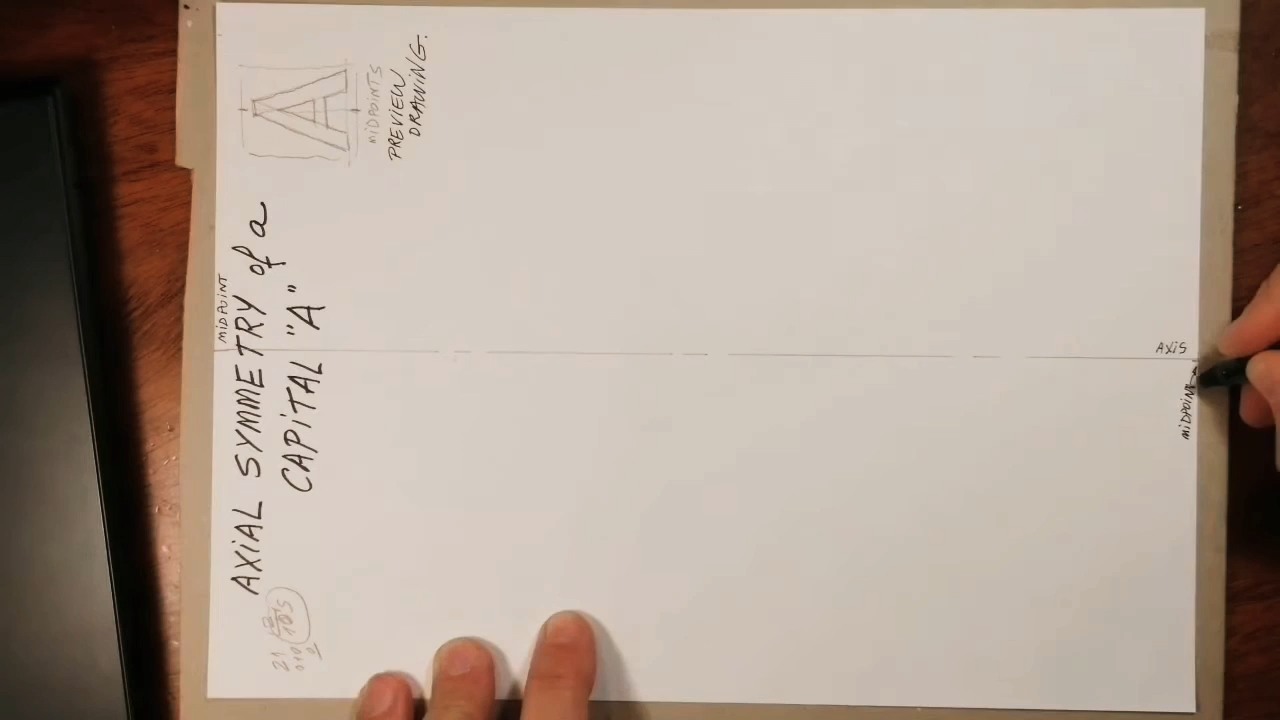 MiDPOiNT
AXiAL SYMMETRY of a
CAPiTAL "A"
MiDPOiNTS
PREViEW
DRAWiNG.
AXiS
MiDPOiNT